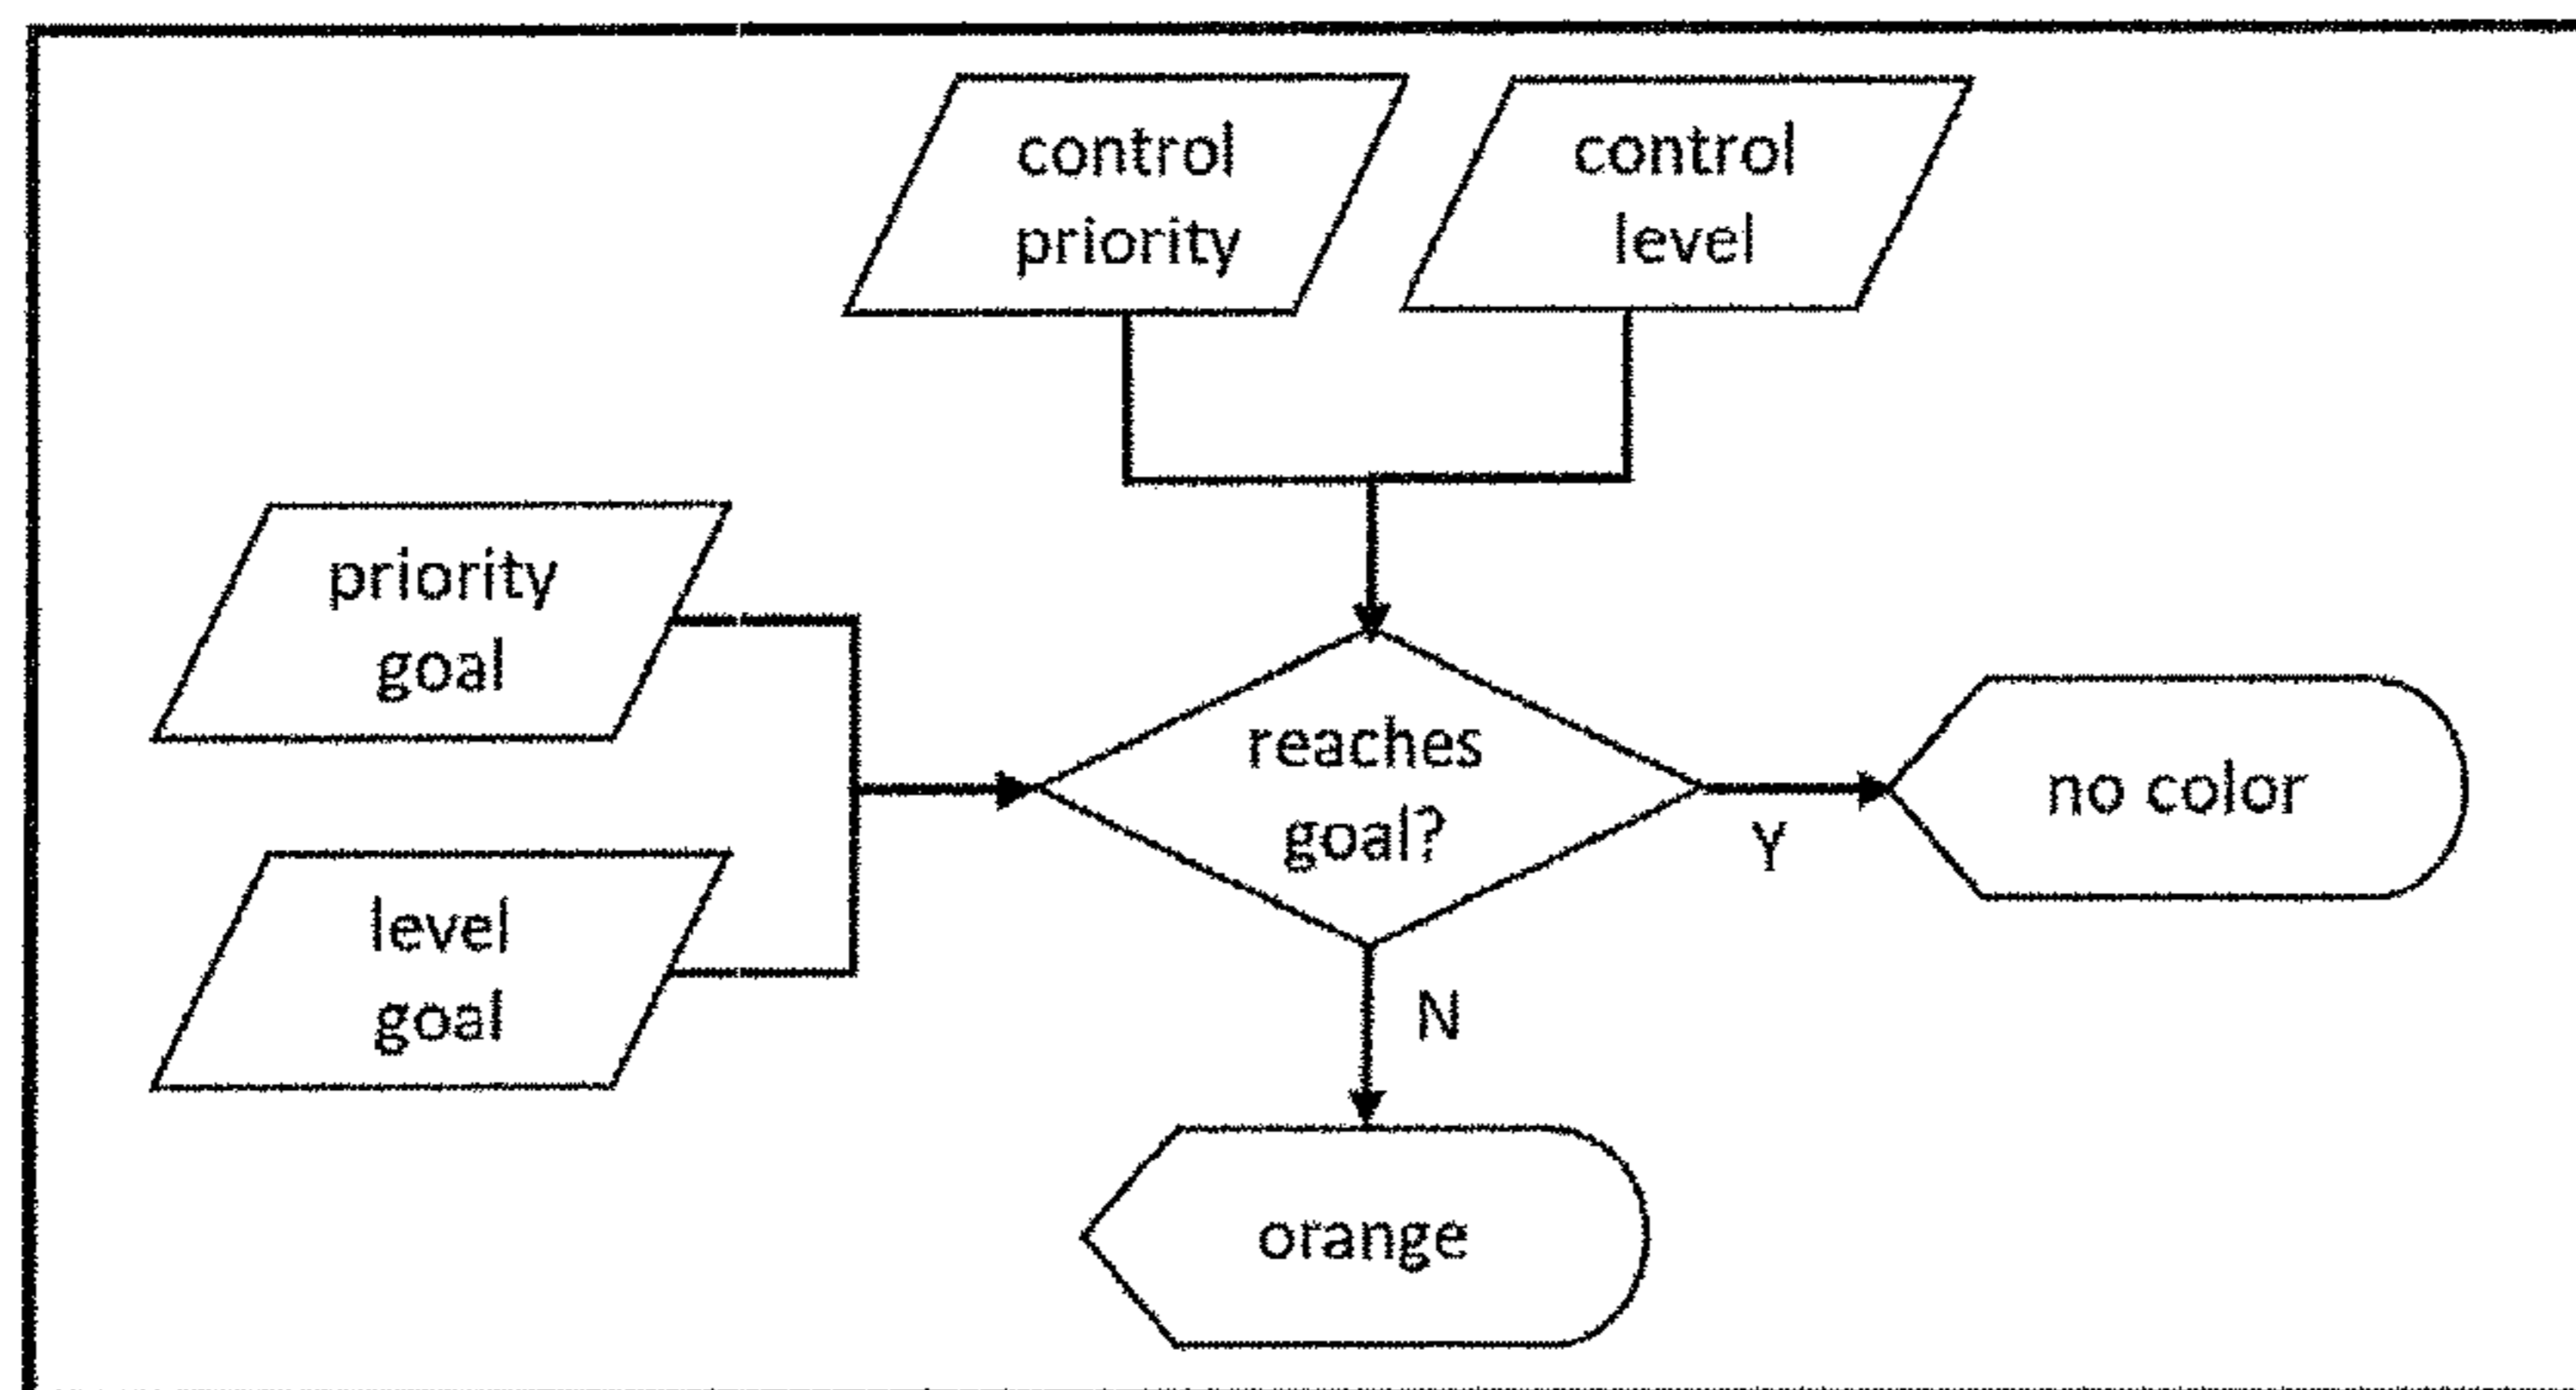 control
priority
control
level
priority
goal
level
goal
reaches
goal?
Y
no color
N
orange